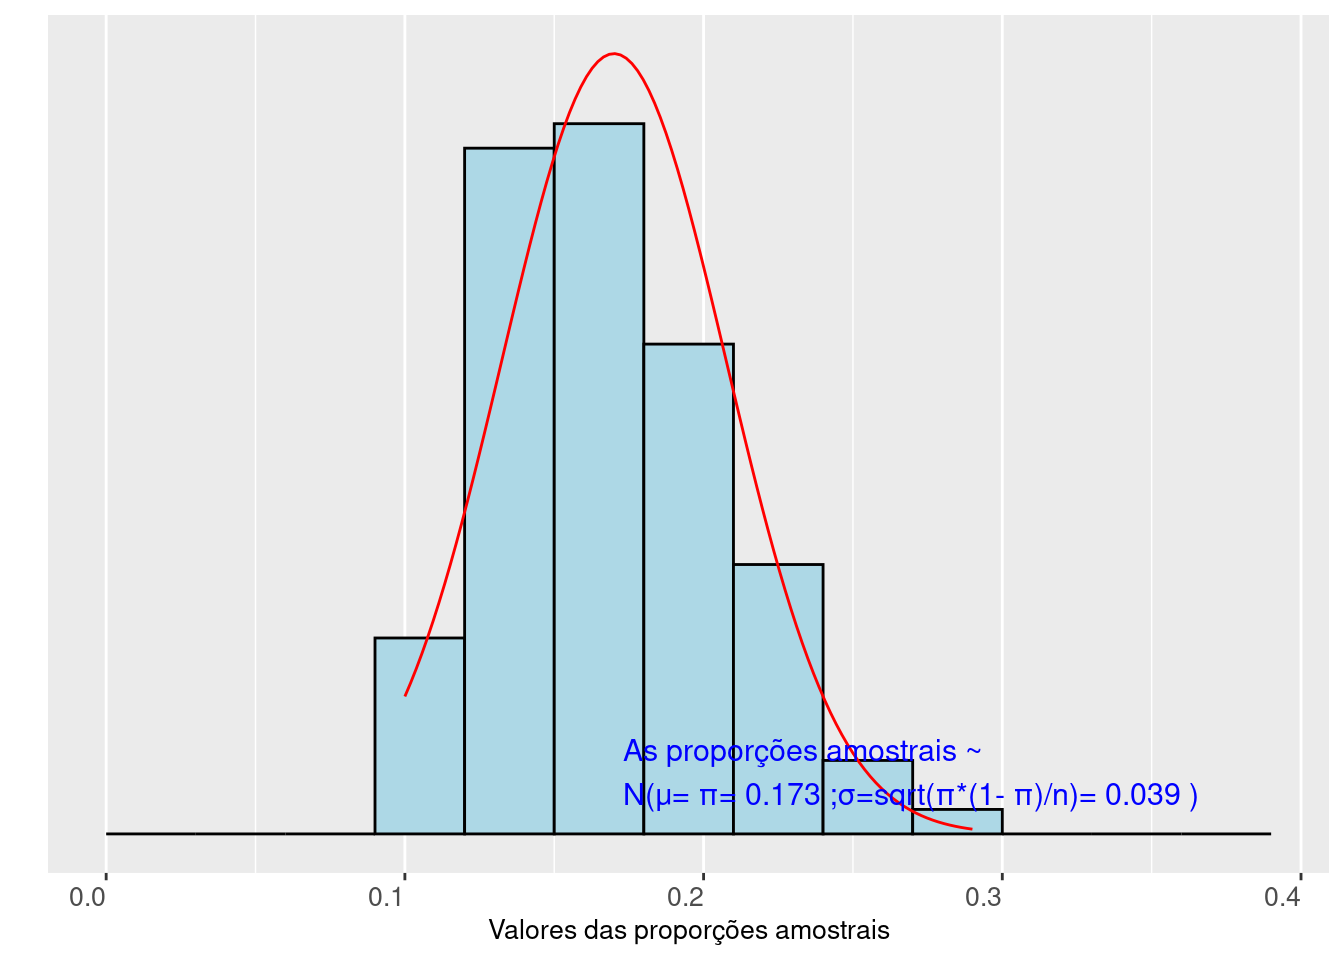 As proporções amostrais ~
N(μ= π= 0.173 ;σ=sqrt(π*(1- π)/n)= 0.039 )
0.0 0.1 0.2 0.3 0.4
Valores das proporções amostrais